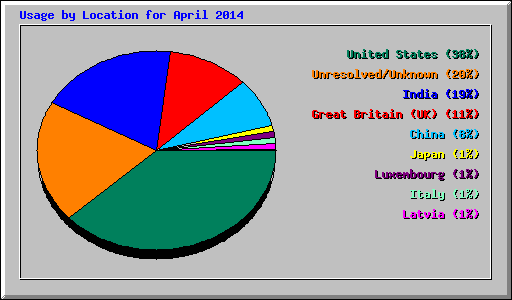 Usage by Location for April 2014
United States (38%)
Unresolved/Unknown (20%)
India (19%)
Great Britain (UK) (11%)
China (8%)
Japan (1%)
Luxembourg (1%)
Italy (1%)
Latvia (1%)